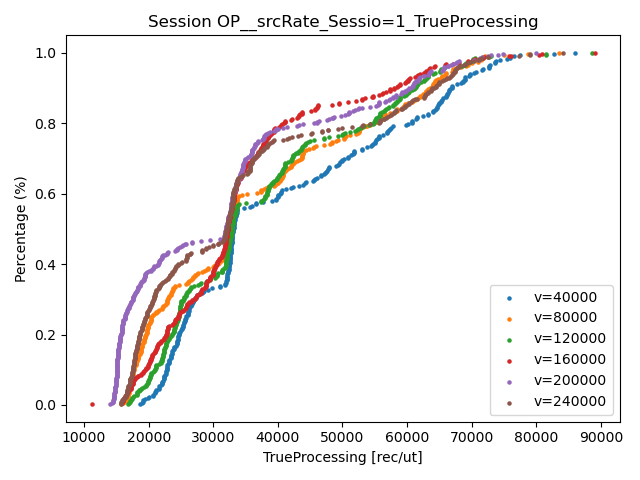 Session OP__srcRate_Sessio=1_TrueProcessing
Percentage (%)
1.0
0.8
0.6
0.4
0.2
0.0
v=40000
v=80000
v=120000
v=160000
v=200000
v=240000
10000 20000 30000 40000 50000 60000 70000 80000 90000
TrueProcessing [rec/ut]